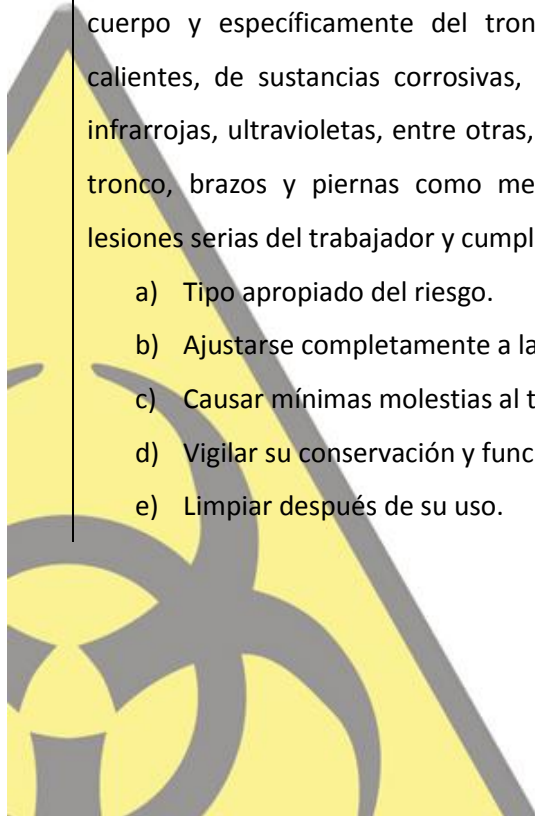 cuerpo y específicamente del tron
calientes, de sustancias corrosivas,
infrarrojas, ultravioletas, entre otras,
tronco, brazos y piernas como me
lesiones serias del trabajador y cumpl
a) Tipo apropiado del riesgo.
b) Ajustarse completamente a la
c) Causar mínimas molestias al t
d) Vigilar su conservación y func
e) Limpiar después de su uso.